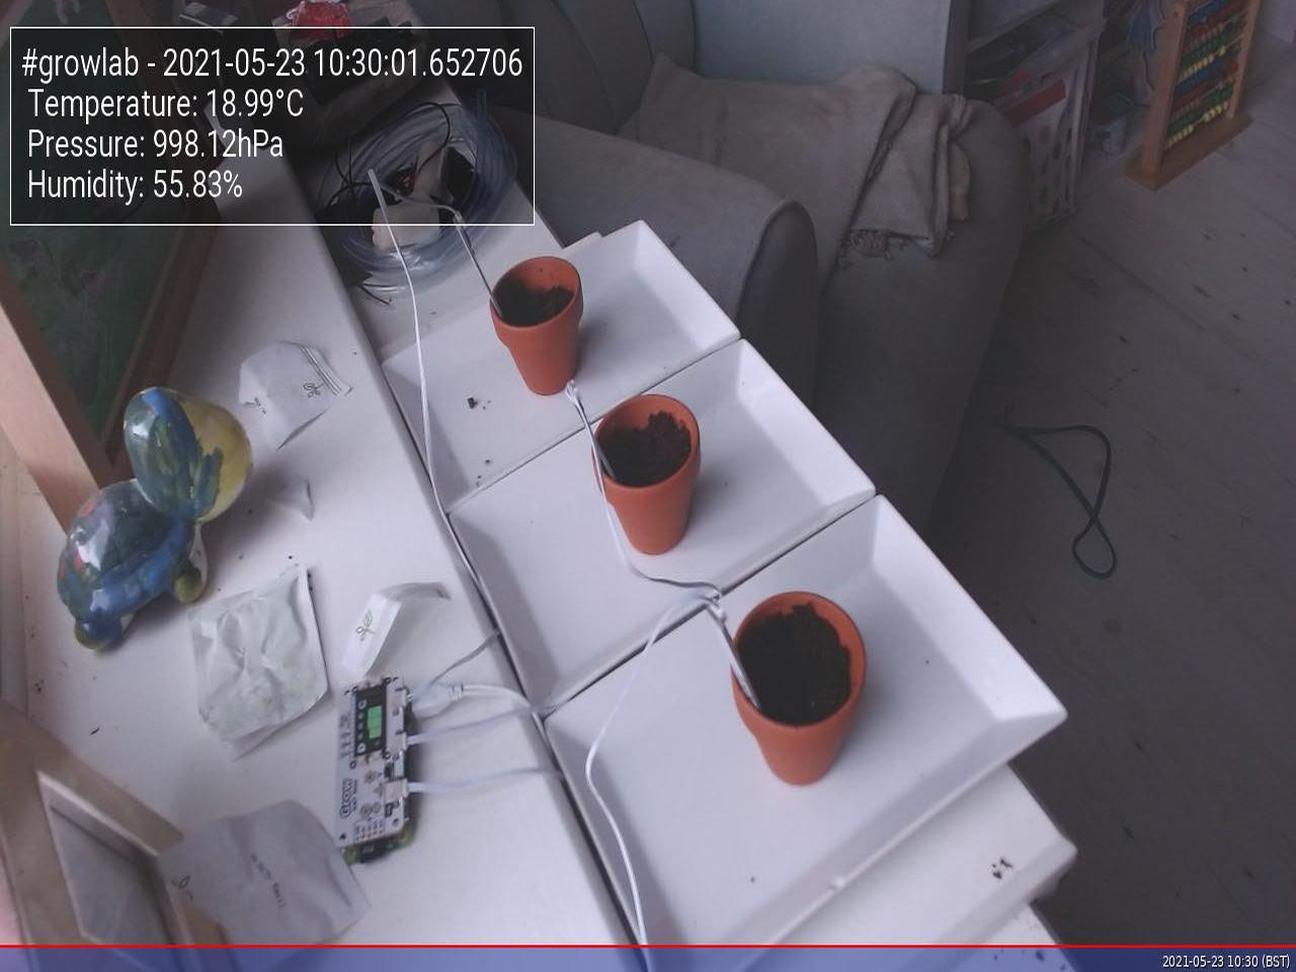 #growlab - 2021-05-23 10:30:01.652706
Temperature: 18.99°C
Pressure: 998.12hPa
Humidity: 55.83%
Grow
2021-05-23 10:30 (BST)